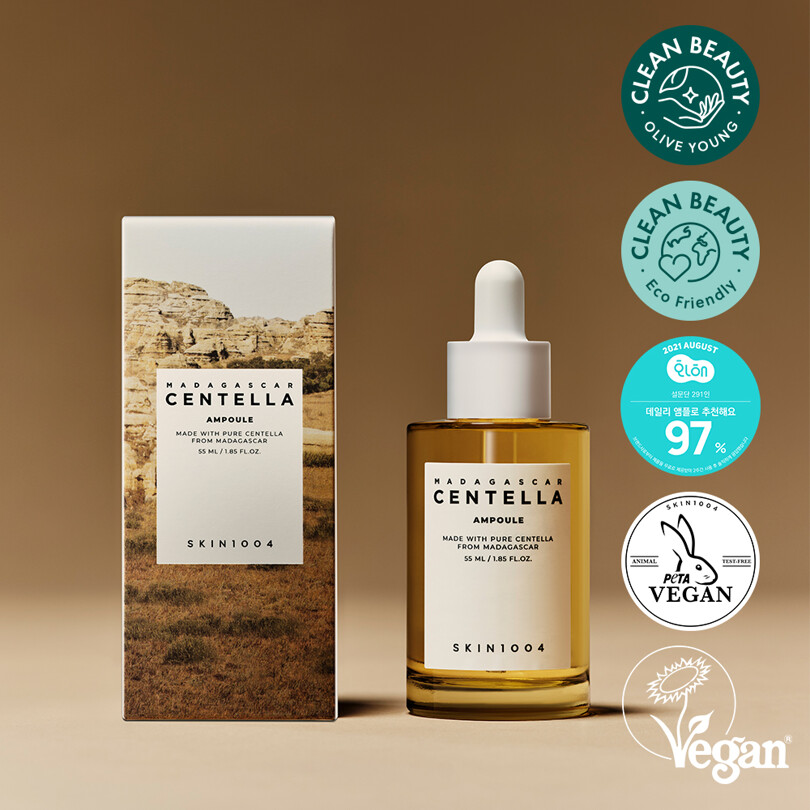 MADAGASCAR
CENTELLA
AMPOULE
MADE WITH PURE CENTELLA
FROM MADAGASCAR
55 ML / 1.85 FL.OZ.
SKIN1004
MADAGASCAR
CENTELLA
AMPOULE
MADE WITH PURE CENTELLA
FROM MADAGASCAR
55 ML / 1.85 FL.OZ.
SKIN1004
CLEAN BEAUTY
· OLIVE YOUNG ·
CLEAN BEAUTY
· Eco Friendly ·
2021 AUGUST
설문단 291인
데일리 앰플로 추천해요
97 %
SKIN1004
ANIMAL TEST-FREE
PETA
VEGAN
Vegan®